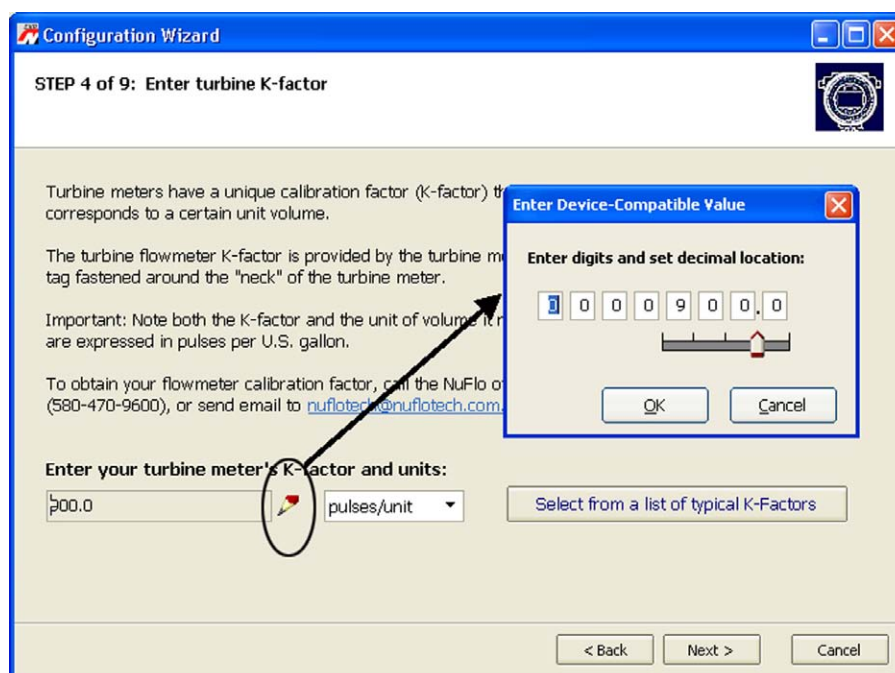 Configuration Wizard
STEP 4 of 9: Enter turbine K-factor
Turbine meters have a unique calibration factor (K-factor)
corresponds to a certain unit volume.
The turbine flowmeter K-factor is provided by the turbine
tag fastened around the "neck" of the turbine meter.
Important: Note both the K-factor and the unit of volume it
are expressed in pulses per U.S. gallon.
To obtain your flowmeter calibration factor, call the NuFlo
(580-470-9600), or send email to nuflotech@nuflotech.com.
Enter Device-Compatible Value
Enter digits and set decimal location:
0 0 0 0 9 0 0.0
OK Cancel
Enter your turbine meter's K-factor and units:
900.0 pulses/unit Select from a list of typical K-Factors
< Back Next > Cancel